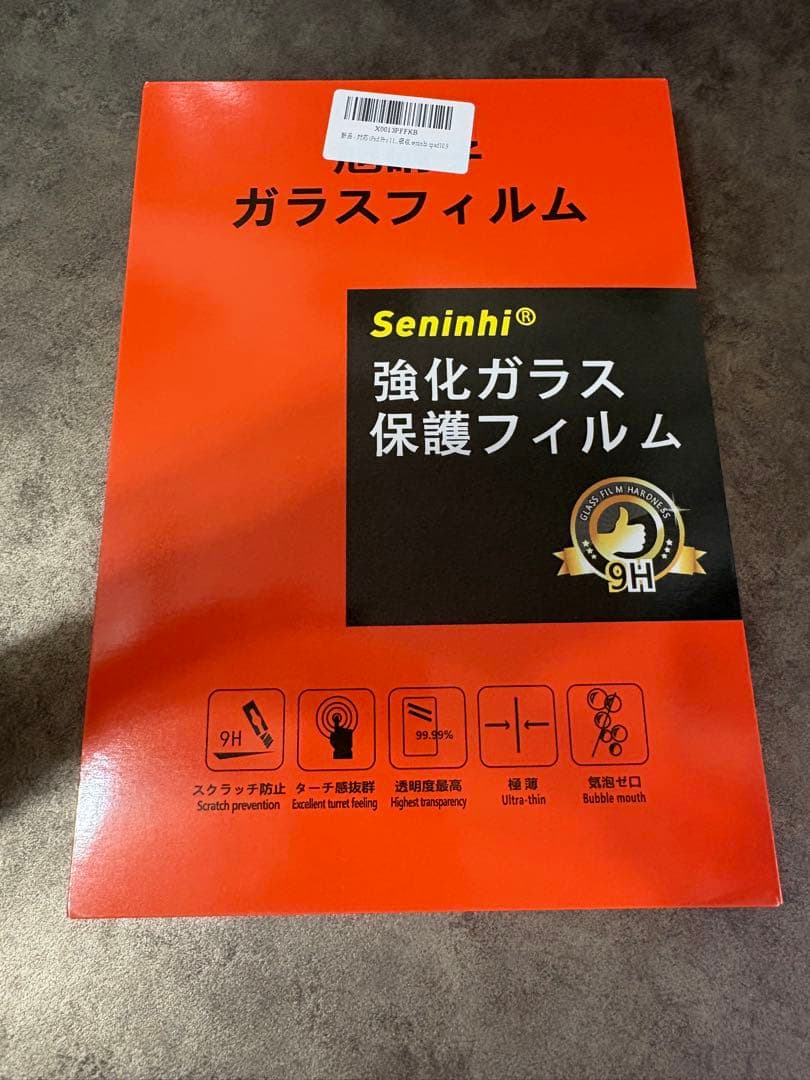 X0013PFFKB
ガラスフィルム
Seninhi®
強化ガラス
保護フィルム
GLASS FILM HARDNESS
9H
9H
99.99%
スクラッチ防止 ターチ感抜群 透明度最高 極薄 気泡ゼロ
Scratch prevention Excellent turret feeling Highest transparency Ultra-thin Bubble mouth